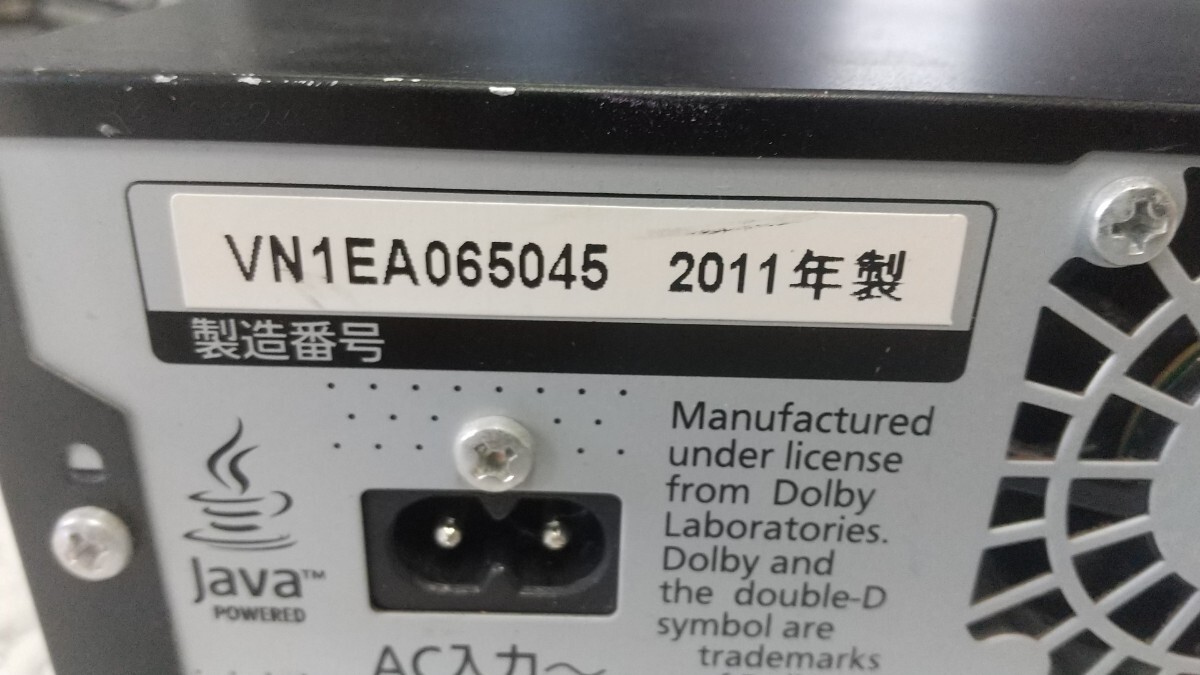 VN1EA065045 2011年製
製造番号
Manufactured
under license
from Dolby
Laboratories.
Dolby and
the double-D
symbol are
trademarks
Java™
POWERED
AC入力～